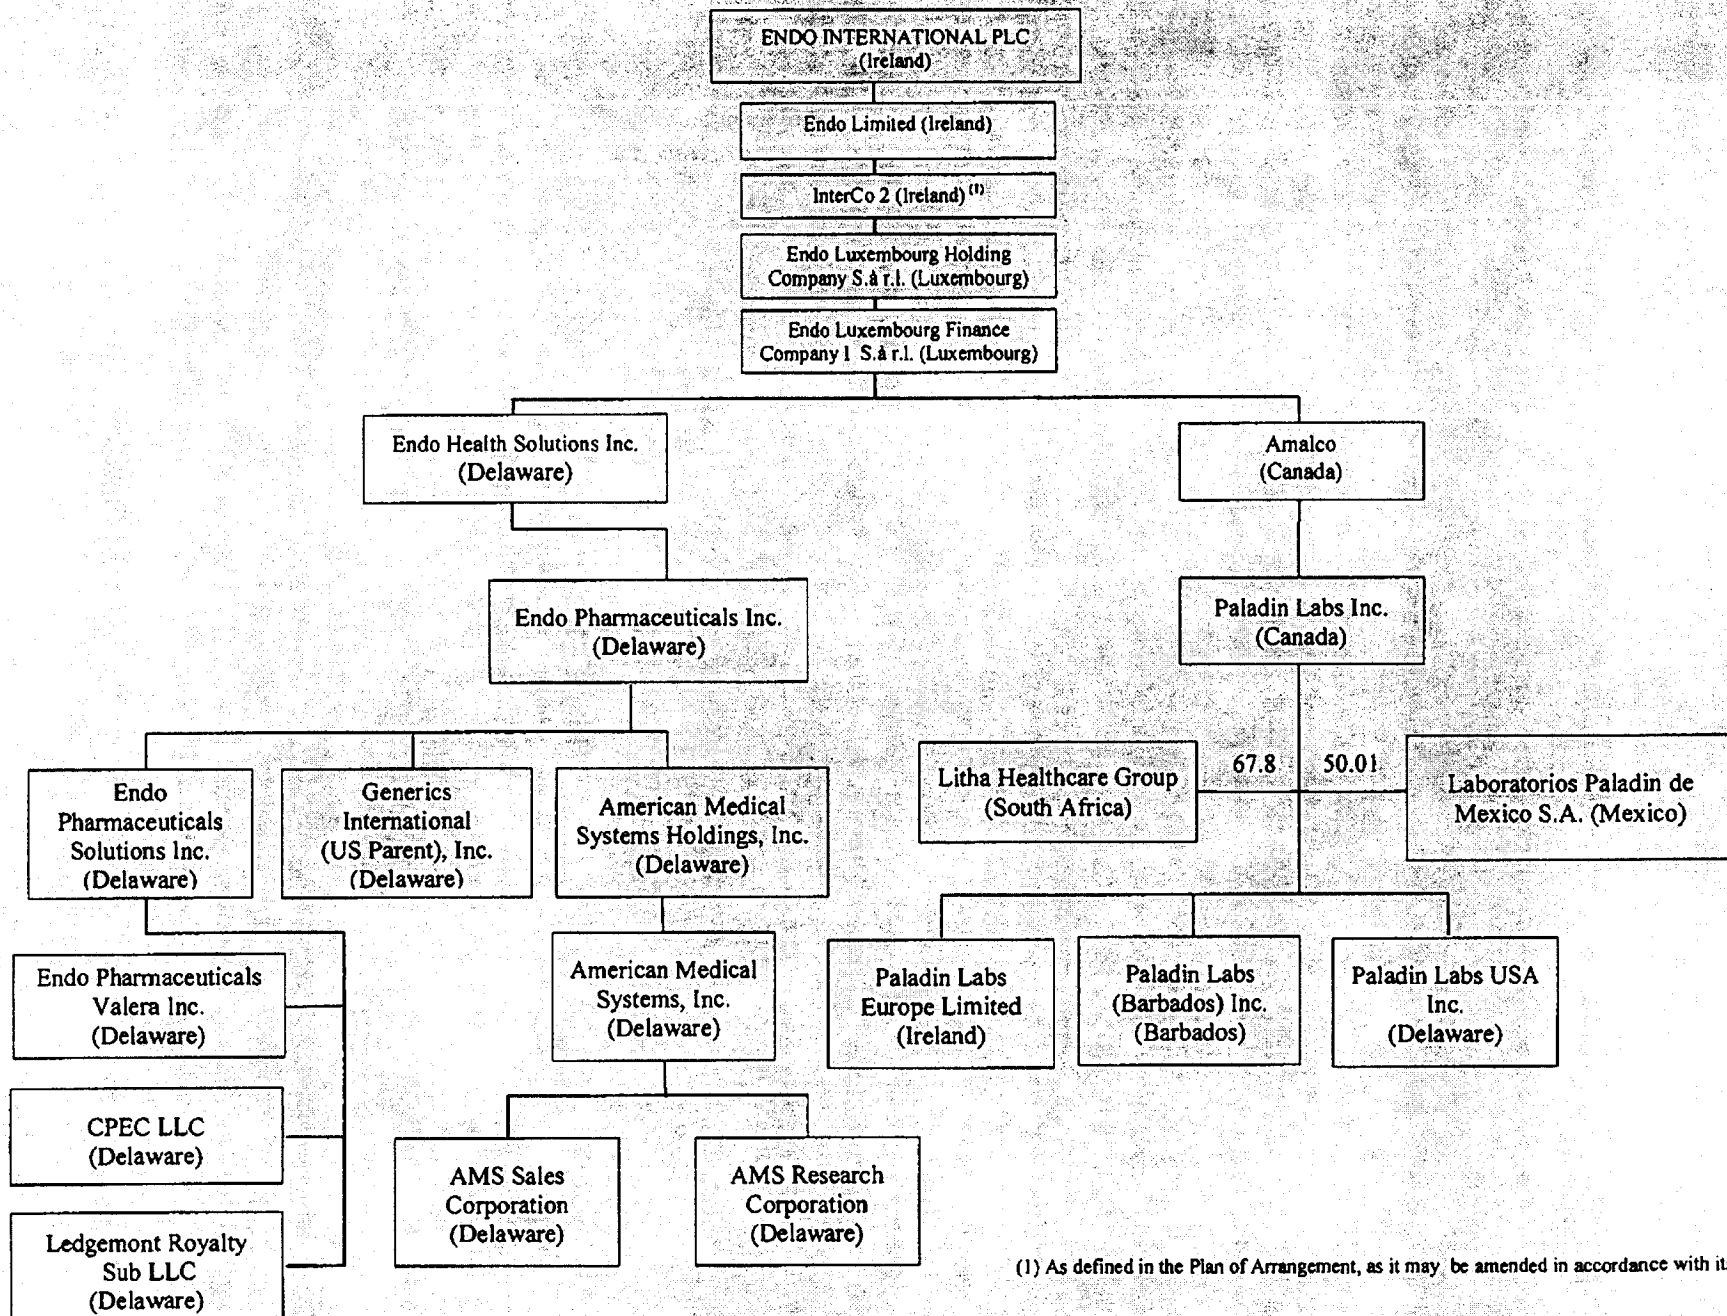 ENDO INTERNATIONAL PLC
(Ireland)
Endo Limited (Ireland)
InterCo 2 (Ireland) (1)
Endo Luxembourg Holding
Company S.à r.l. (Luxembourg)
Endo Luxembourg Finance
Company I S.à r.l. (Luxembourg)
Endo Health Solutions Inc.
(Delaware)
Amalco
(Canada)
Endo Pharmaceuticals Inc.
(Delaware)
Paladin Labs Inc.
(Canada)
Endo
Pharmaceuticals
Solutions Inc.
(Delaware)
Generics
International
(US Parent), Inc.
(Delaware)
American Medical
Systems Holdings, Inc.
(Delaware)
Litha Healthcare Group
(South Africa)
67.8
50.01
Laboratorios Paladin de
Mexico S.A. (Mexico)
Endo Pharmaceuticals
Valera Inc.
(Delaware)
American Medical
Systems, Inc.
(Delaware)
Paladin Labs
Europe Limited
(Ireland)
Paladin Labs
(Barbados) Inc.
(Barbados)
Paladin Labs USA
Inc.
(Delaware)
CPEC LLC
(Delaware)
AMS Sales
Corporation
(Delaware)
AMS Research
Corporation
(Delaware)
Ledgemont Royalty
Sub LLC
(Delaware)
(1) As defined in the Plan of Arrangement, as it may be amended in accordance with it